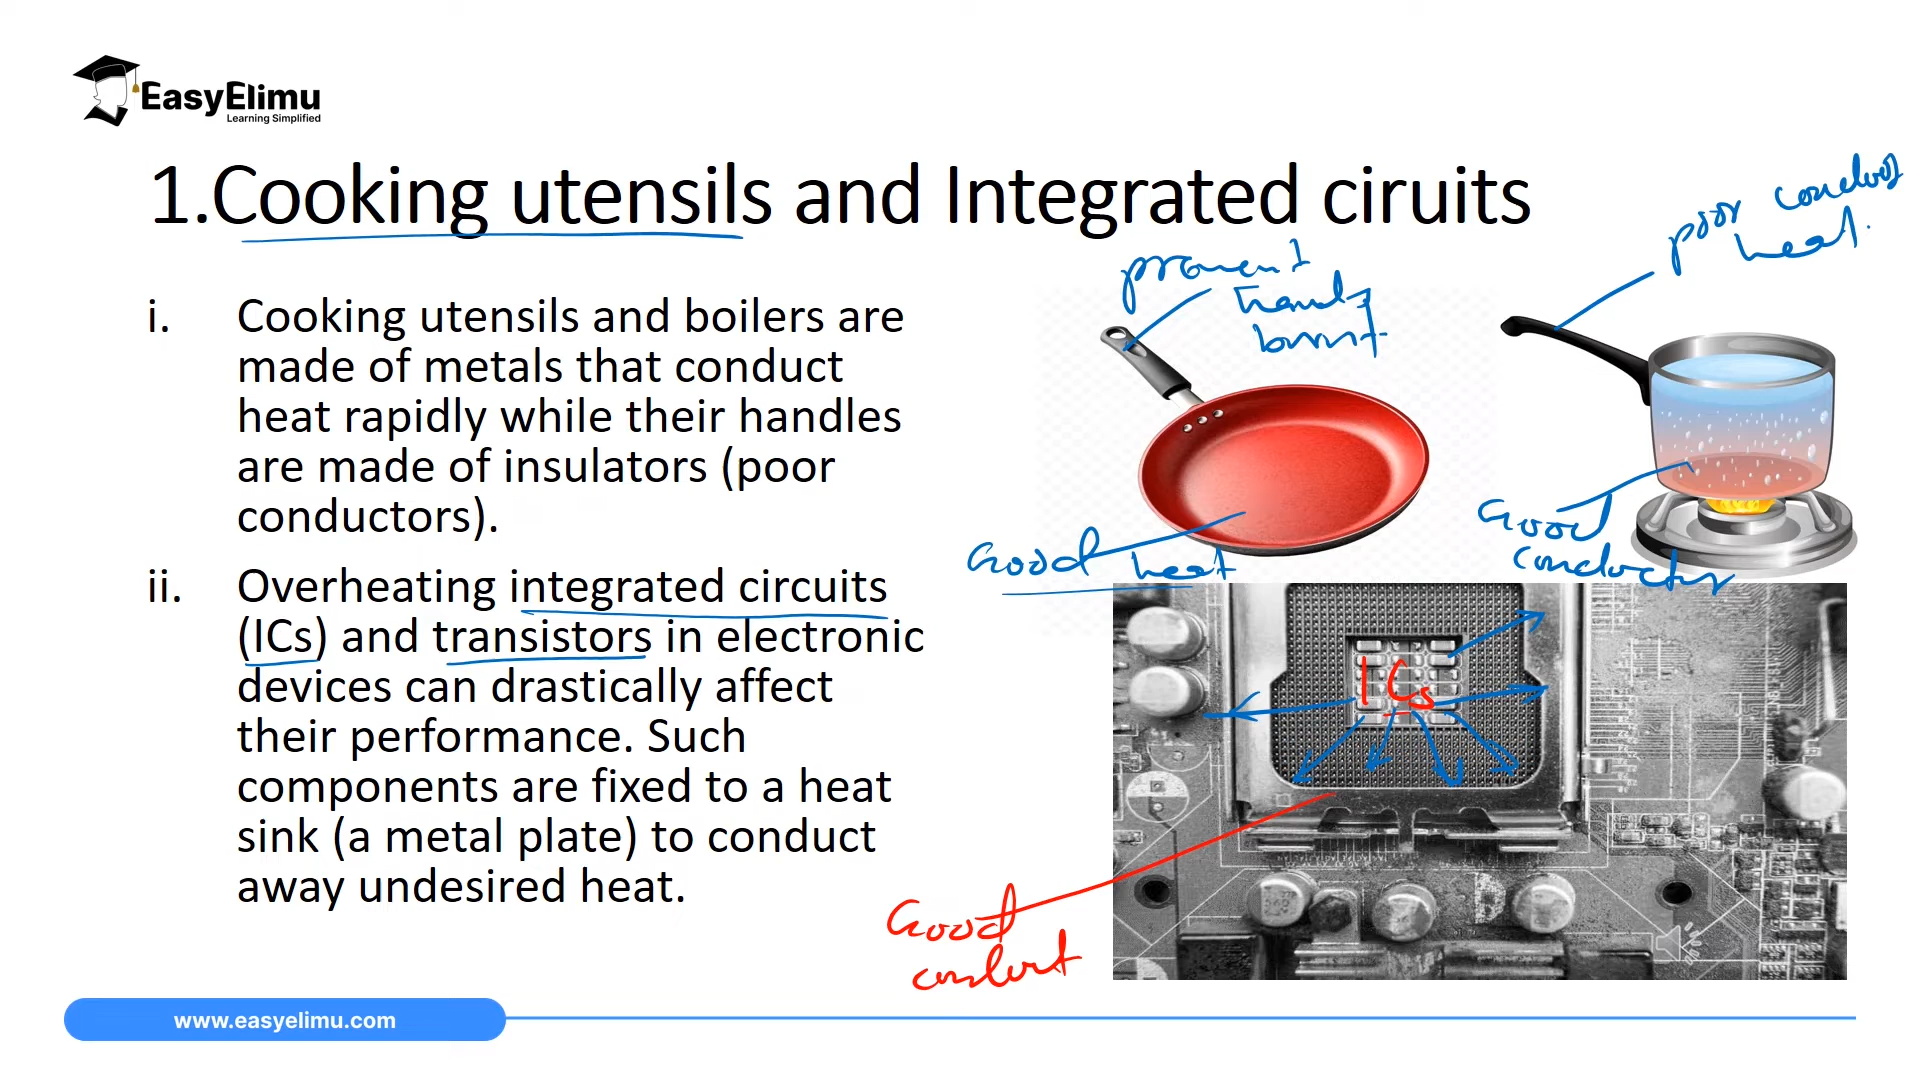 EasyElimu
Learning Simplified
1.Cooking utensils and Integrated ciruits
i. Cooking utensils and boilers are
made of metals that conduct
heat rapidly while their handles
are made of insulators (poor
conductors).
ii. Overheating integrated circuits
(ICs) and transistors in electronic
devices can drastically affect
their performance. Such
components are fixed to a heat
sink (a metal plate) to conduct
away undesired heat.
hand
burnt
poor
heat.
Good
heat
Good
conductor
ICs
Good
www.easyelimu.com